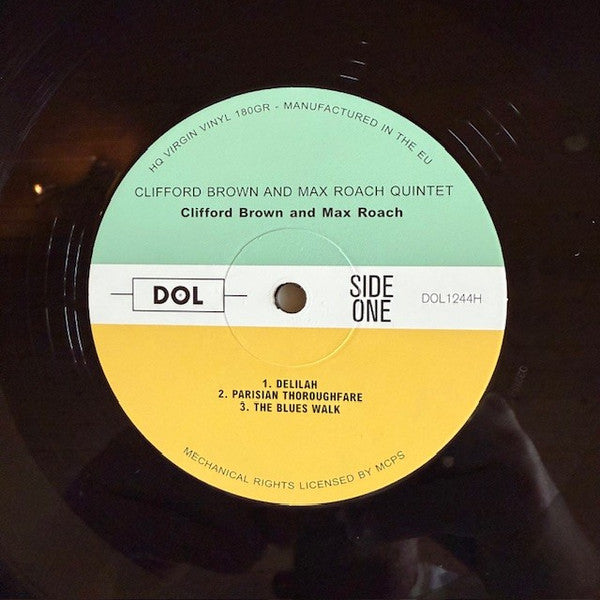 HQ VIRGIN VINYL 180GR - MANUFACTURED IN THE EU
CLIFFORD BROWN AND MAX ROACH QUINTET
Clifford Brown and Max Roach
DOL
SIDE
ONE
DOL1244H
1. DELILAH
2. PARISIAN THOROUGHFARE
3. THE BLUES WALK
MECHANICAL RIGHTS LICENSED BY MCPS